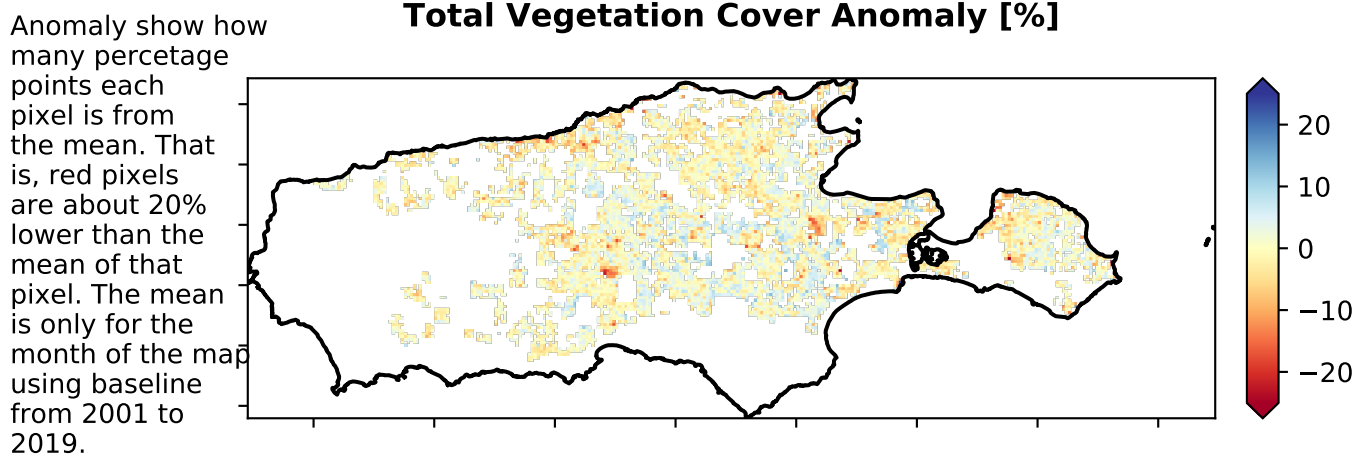 Total Vegetation Cover Anomaly [%]
Anomaly show how
many percetage
points each
pixel is from
the mean. That
is, red pixels
are about 20%
lower than the
mean of that
pixel. The mean
is only for the
month of the map
using baseline
from 2001 to
2019.
20
10
0
−10
−20